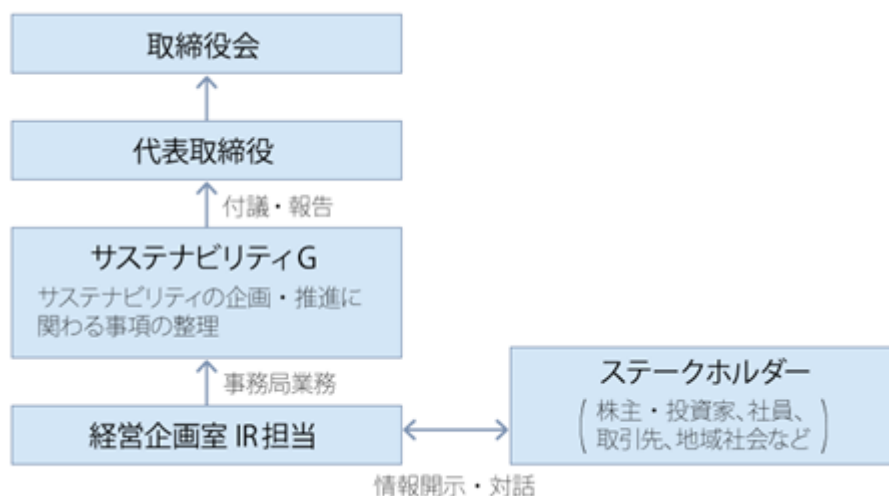 取締役会
代表取締役
付議・報告
サステナビリティG
サステナビリティの企画・推進に
関わる事項の整理
事務局業務
経営企画室 IR担当
ステークホルダー
(株主・投資家、社員、
取引先、地域社会など)
情報開示・対話